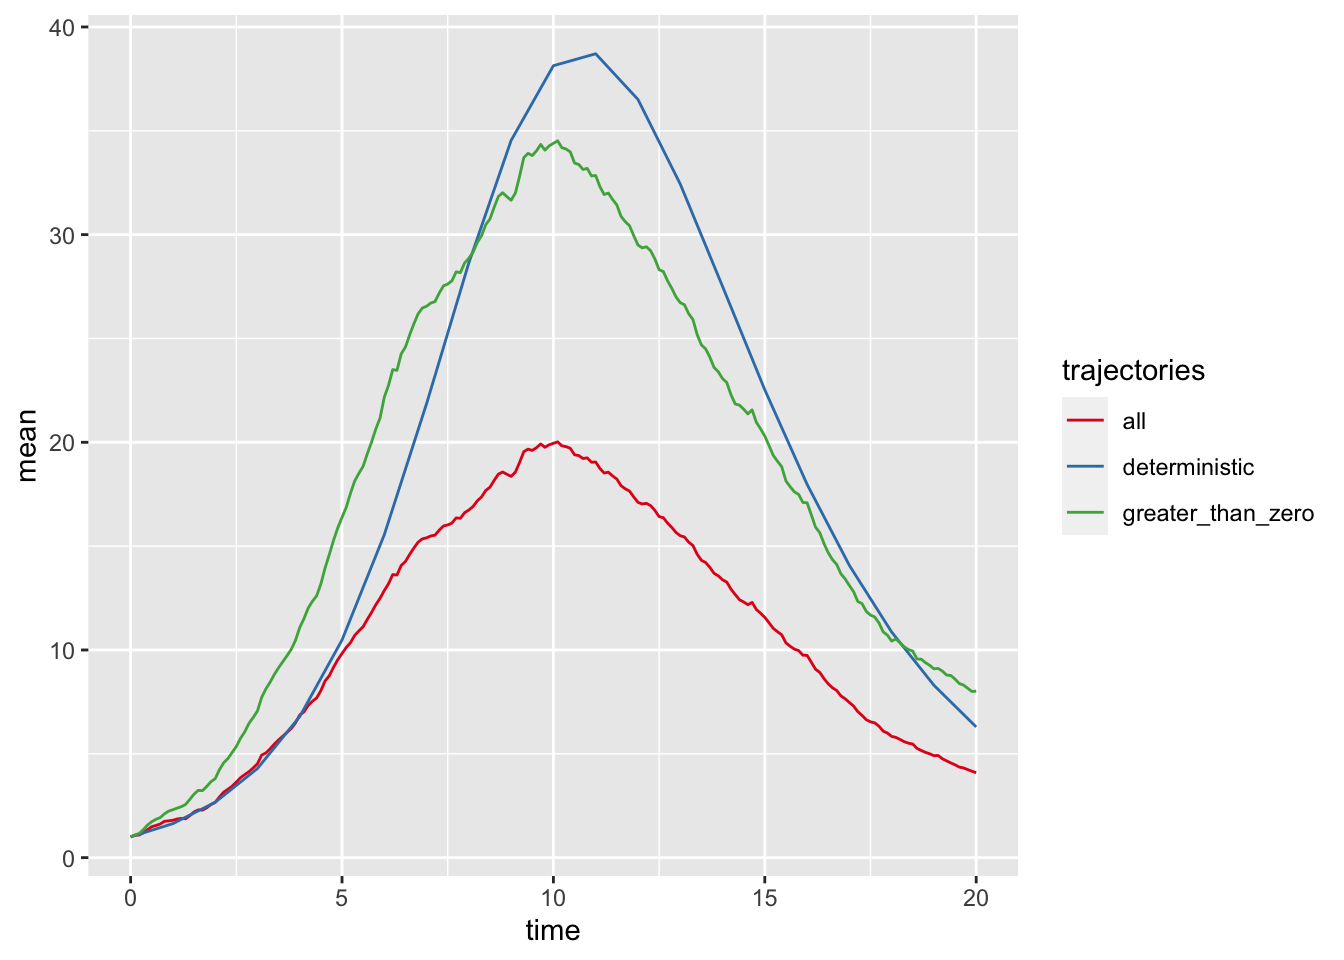 40
30
20
10
0
mean
0 5 10 15 20
time
trajectories
all
deterministic
greater_than_zero